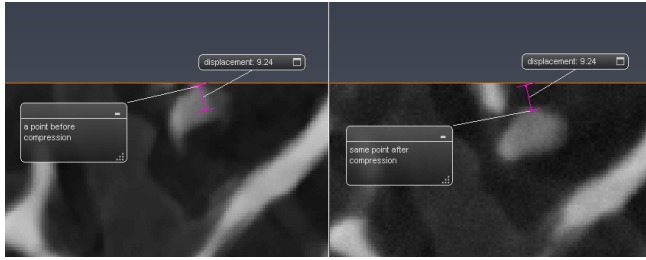 displacement: 9.24
a point before
compression
displacement: 9.24
same point after
compression